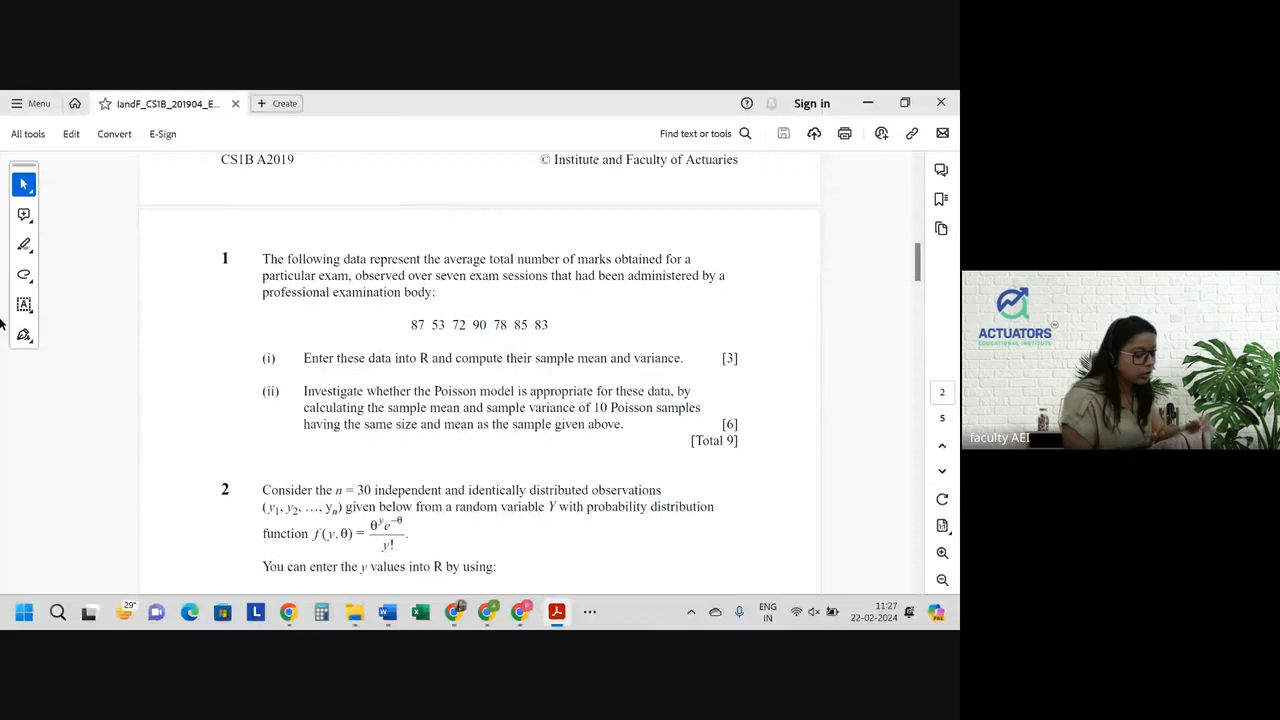 Menu
IandF_CS1B_201904_E...
Create
Sign in
All tools
Edit
Convert
E-Sign
Find text or tools
CS1B A2019
© Institute and Faculty of Actuaries
1 The following data represent the average total number of marks obtained for a
particular exam, observed over seven exam sessions that had been administered by a
professional examination body:
87 53 72 90 78 85 83
(i) Enter these data into R and compute their sample mean and variance. [3]
(ii) Investigate whether the Poisson model is appropriate for these data, by
calculating the sample mean and sample variance of 10 Poisson samples
having the same size and mean as the sample given above. [6]
[Total 9]
2 Consider the n = 30 independent and identically distributed observations
(y₁, y₂, ..., yₙ) given below from a random variable Y with probability distribution
function f(y. θ) = θʸe⁻θ / y! .
You can enter the y values into R by using:
2
5
ACTUATORS
EDUCATIONAL INSTITUTE
faculty AEI
29°
ENG
IN
11:27
22-02-2024